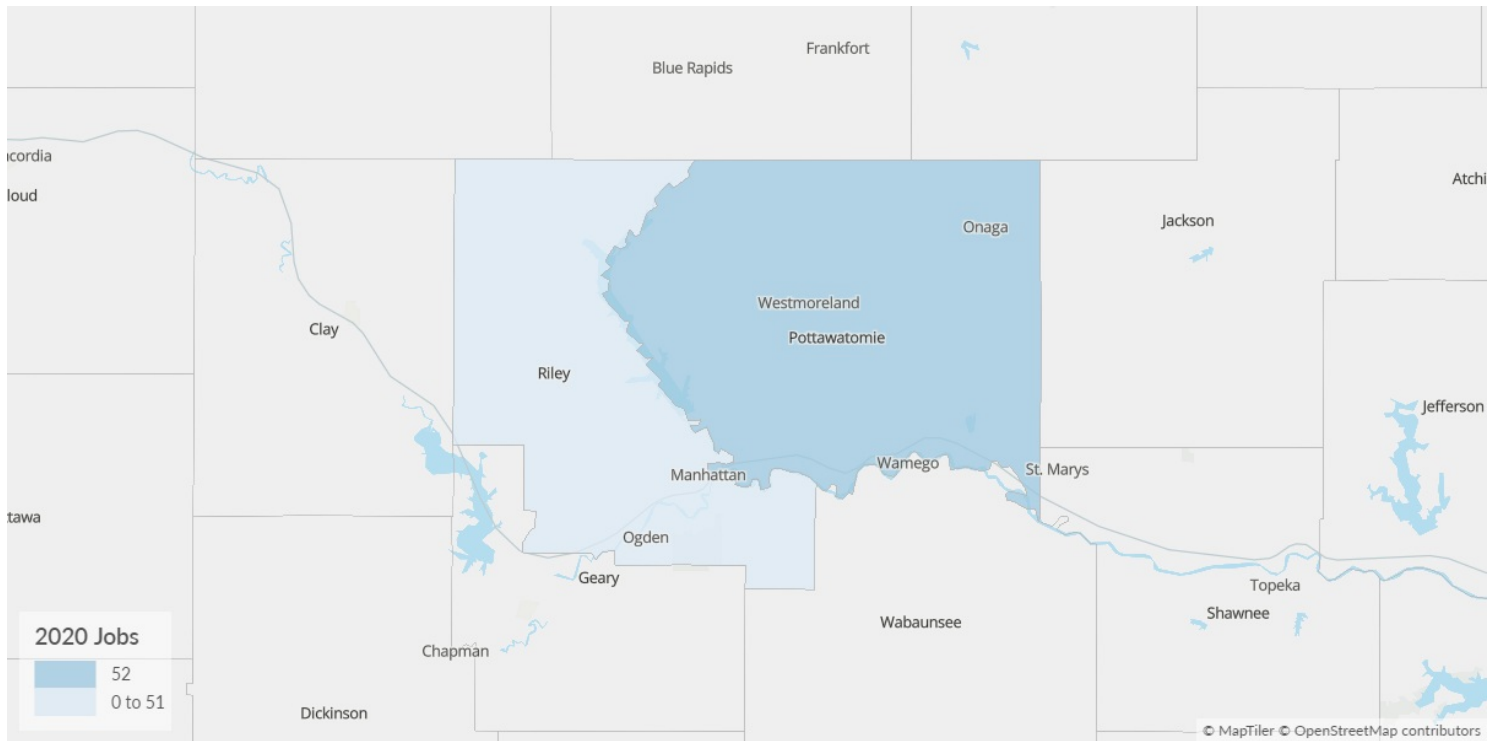 Frankfort
Blue Rapids
ncordia
loud
Atchi
Jackson
Onaga
Westmoreland
Clay
Pottawatomie
Riley
Jefferson
Manhattan
Wamego
St. Marys
ttawa
Ogden
Geary
Topeka
Shawnee
Wabaunsee
2020 Jobs
Chapman
52
0 to 51
Dickinson
© MapTiler © OpenStreetMap contributors